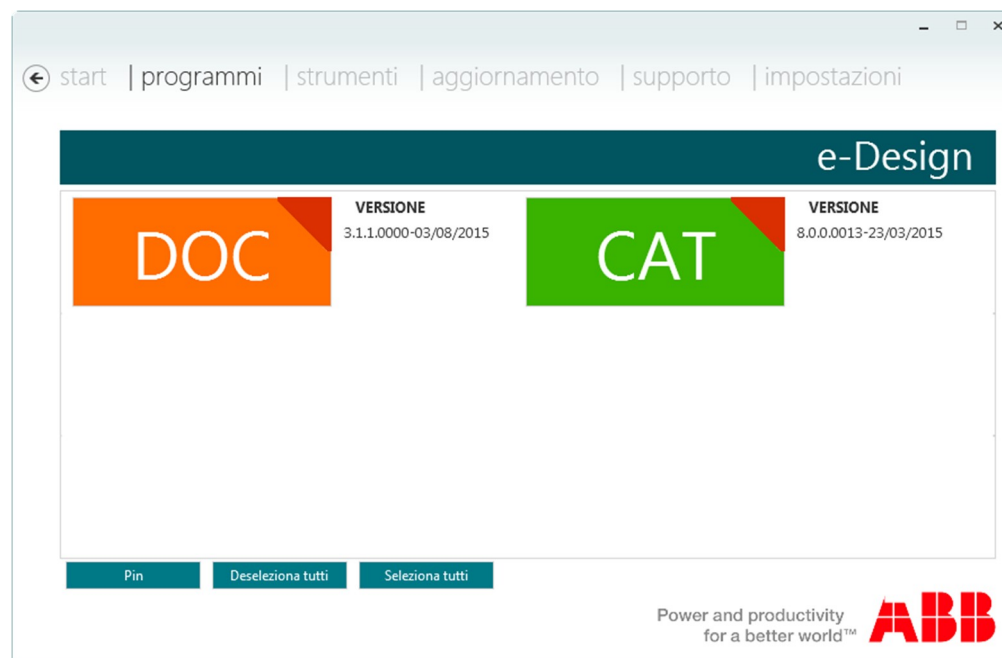 start | programmi | strumenti | aggiornamento | supporto | impostazioni
e-Design
DOC
VERSIONE
3.1.1.0000-03/08/2015
CAT
VERSIONE
8.0.0.0013-23/03/2015
Pin
Deseleziona tutti
Seleziona tutti
Power and productivity
for a better world™
ABB